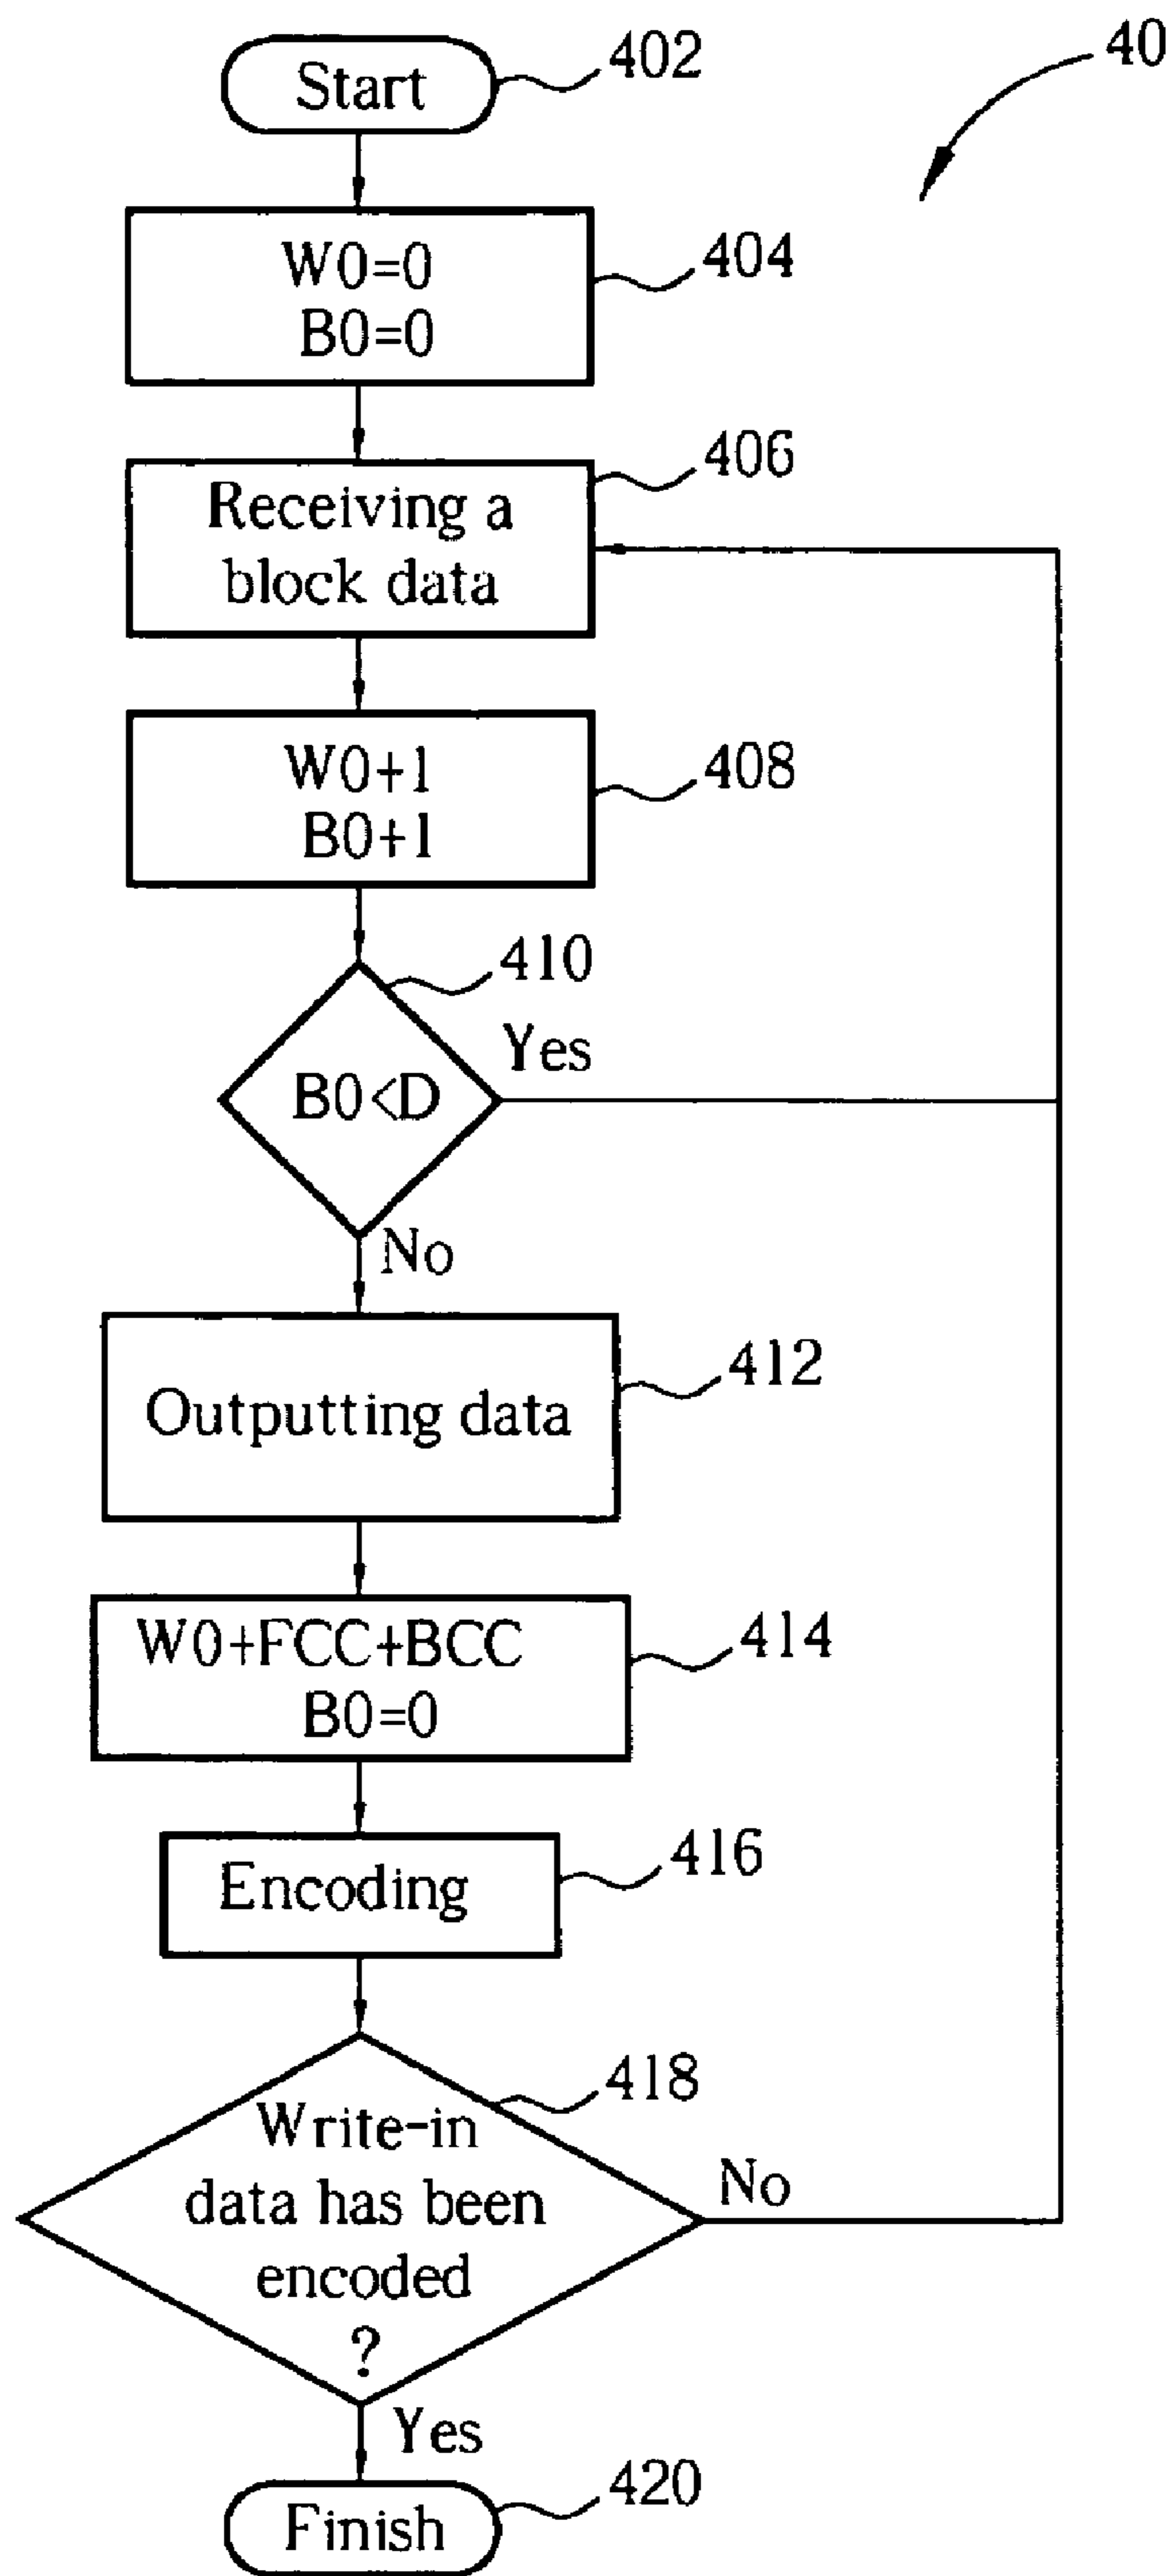 40
Start
402
W0=0
B0=0
404
Receiving a
block data
406
W0+1
B0+1
408
B0<D
410
Yes
No
Outputting data
412
W0+FCC+BCC
B0=0
414
Encoding
416
Write-in
data has been
encoded
?
418
No
Yes
Finish
420